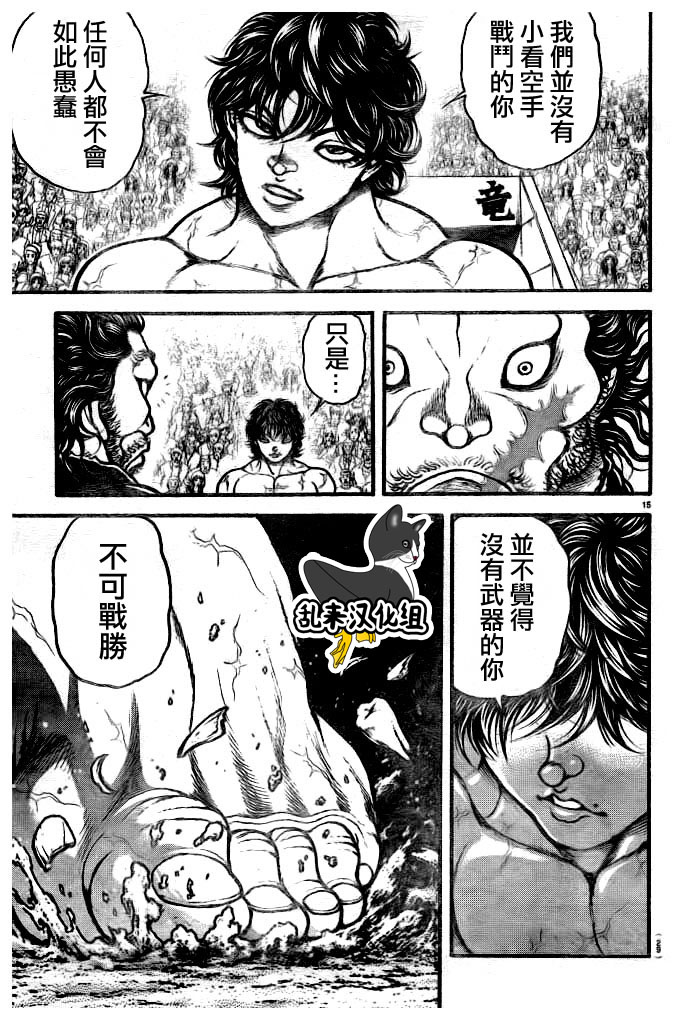 我們並沒有
小看空手
戰鬥的你
任何人都不會
如此愚蠢
竜
只是…
15
並不覺得
沒有武器的你
不可戰勝
乱来汉化组
(29)